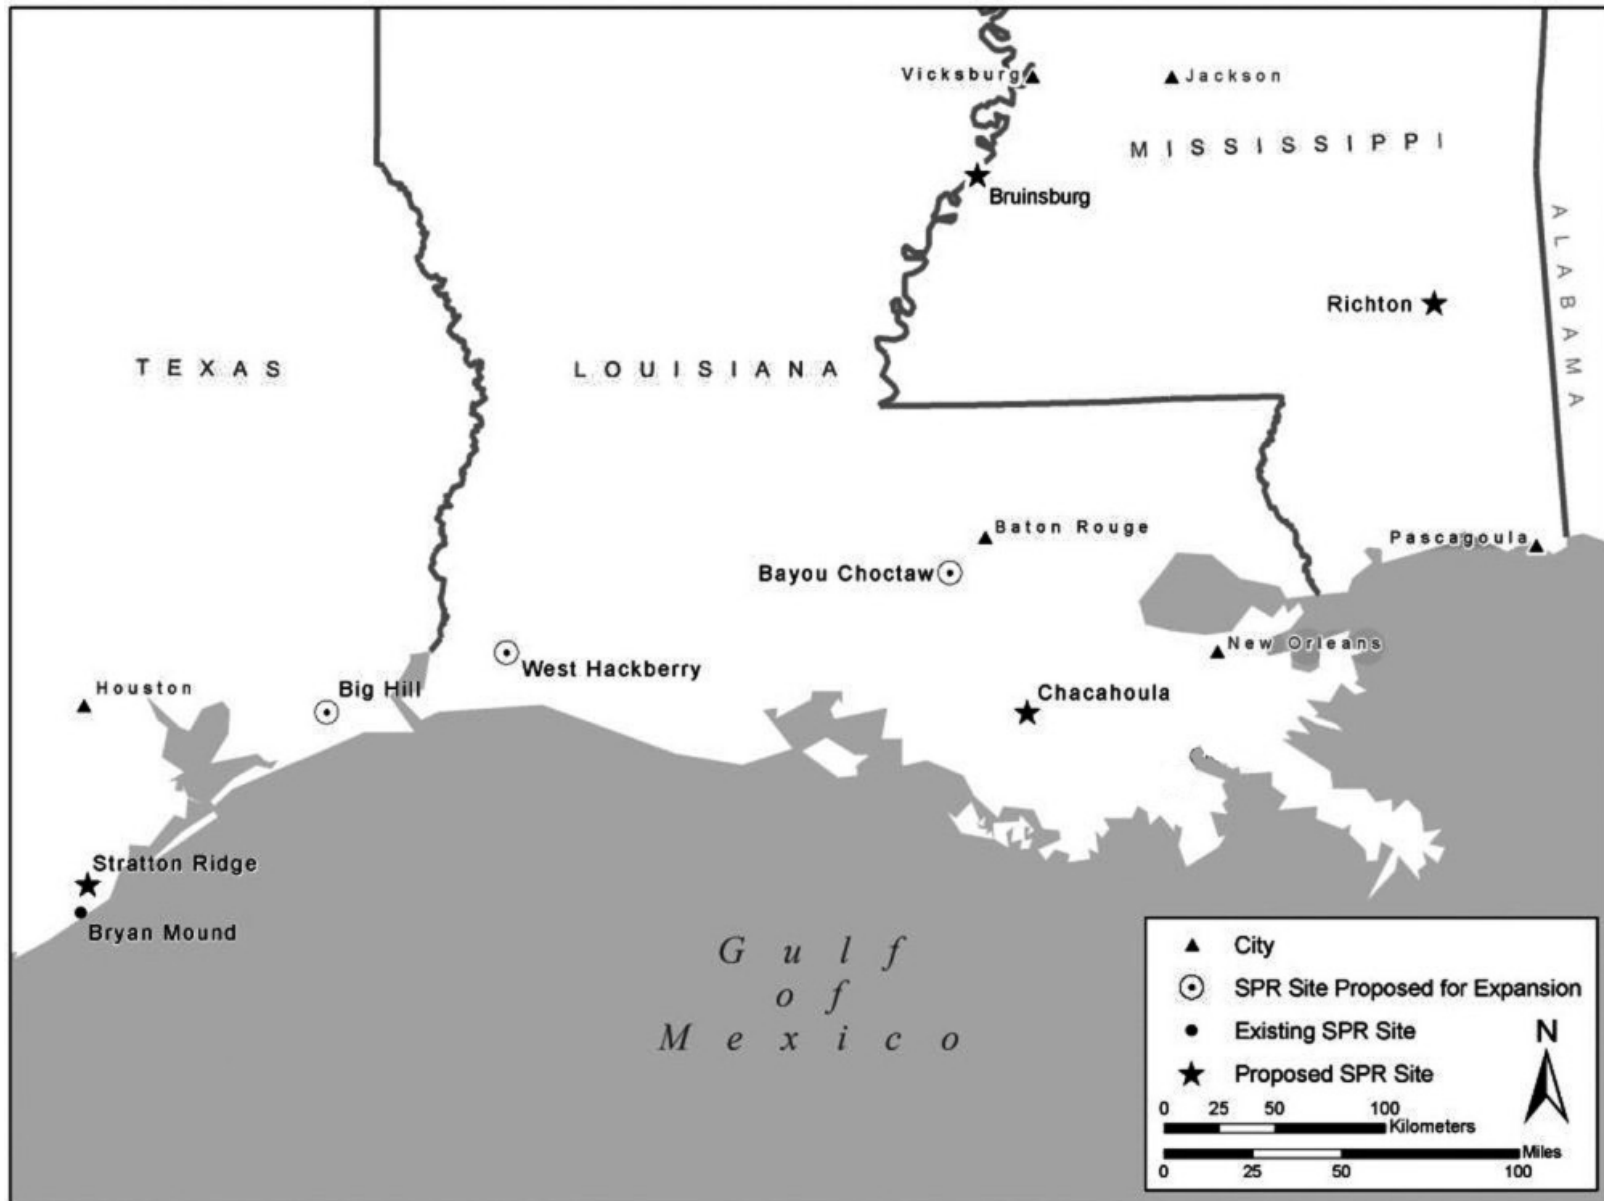 Vicksburg
Jackson
MISSISSIPPI
Bruinsburg
ALABAMA
Richton
TEXAS
LOUISIANA
Baton Rouge
Pascagoula
Bayou Choctaw
New Orleans
West Hackberry
Houston
Big Hill
Chacahoula
Stratton Ridge
Bryan Mound
Gulf
of
Mexico
City
SPR Site Proposed for Expansion
Existing SPR Site
Proposed SPR Site
N
0 25 50 100
Kilometers
Miles
0 25 50 100